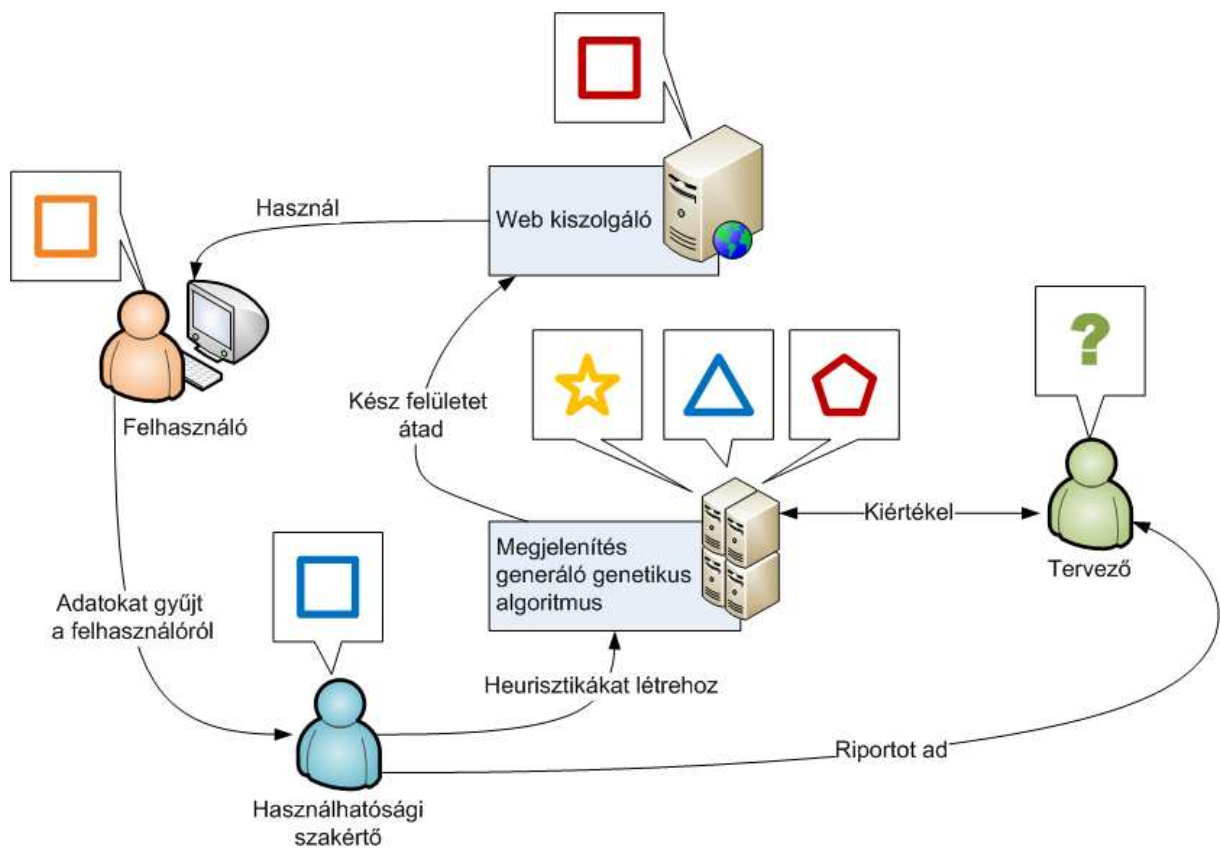 Használ
Web kiszolgáló
?
Kész felületet
átad
Felhasználó
Kiértékel
Megjelenítés
generáló genetikus
algoritmus
Tervező
Adatokat gyűjt
a felhasználóról
Heurisztikákat létrehoz
Riportot ad
Használhatósági
szakértő